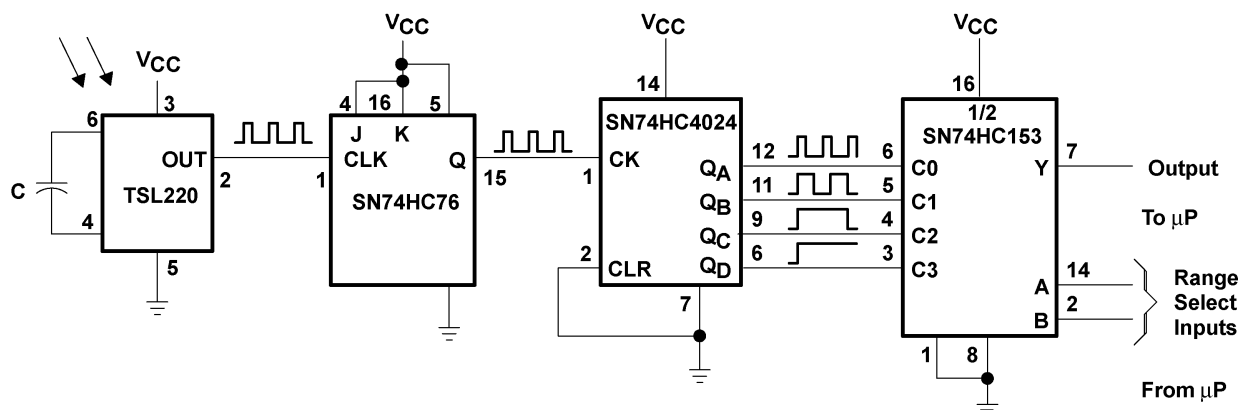 VCC
6
3
OUT
2
C
TSL220
4
5
VCC
4
16
5
J
K
CLK
Q
1
15
SN74HC76
VCC
14
SN74HC4024
CK
1
QA
12
QB
11
QC
9
QD
6
2
CLR
7
VCC
16
1/2
SN74HC153
6
C0
5
C1
4
C2
3
C3
Y
7
Output
To μP
A
14
B
2
Range
Select
Inputs
1
8
From μP